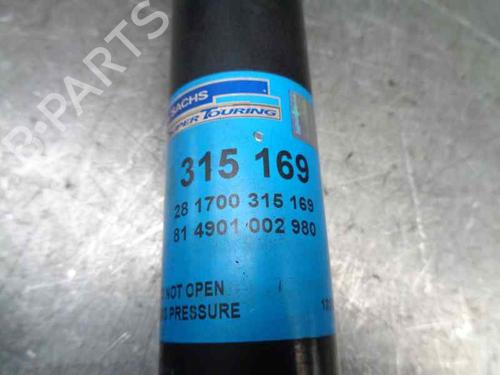 SACHS
SUPER TOURING
315 169
28 1700 315 169
81 4901 002 980
NOT OPEN
PRESSURE
B-PARTS